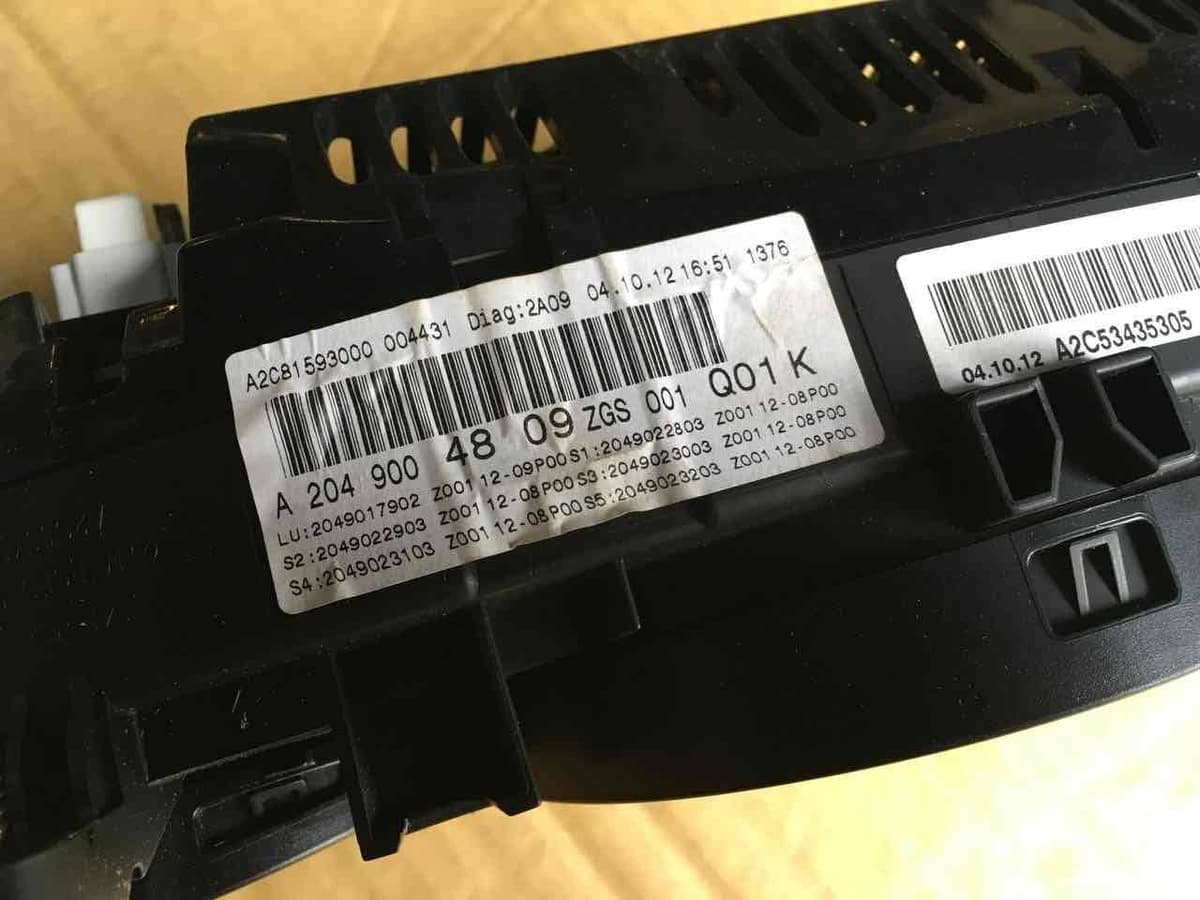 A2C81593000 004431 Diag:2A09 04.10.12 16:51 1376
A 204 900 48 09 ZGS 001 Q01 K
LU:2049017902 Z001 12-09P00 S1:2049022803 Z001 12-08P00
S2:2049022903 Z001 12-08P00 S3:2049023003 Z001 12-08P00
S4:2049023103 Z001 12-08P00 S5:2049023203 Z001 12-08P00
04.10.12 A2C53435305